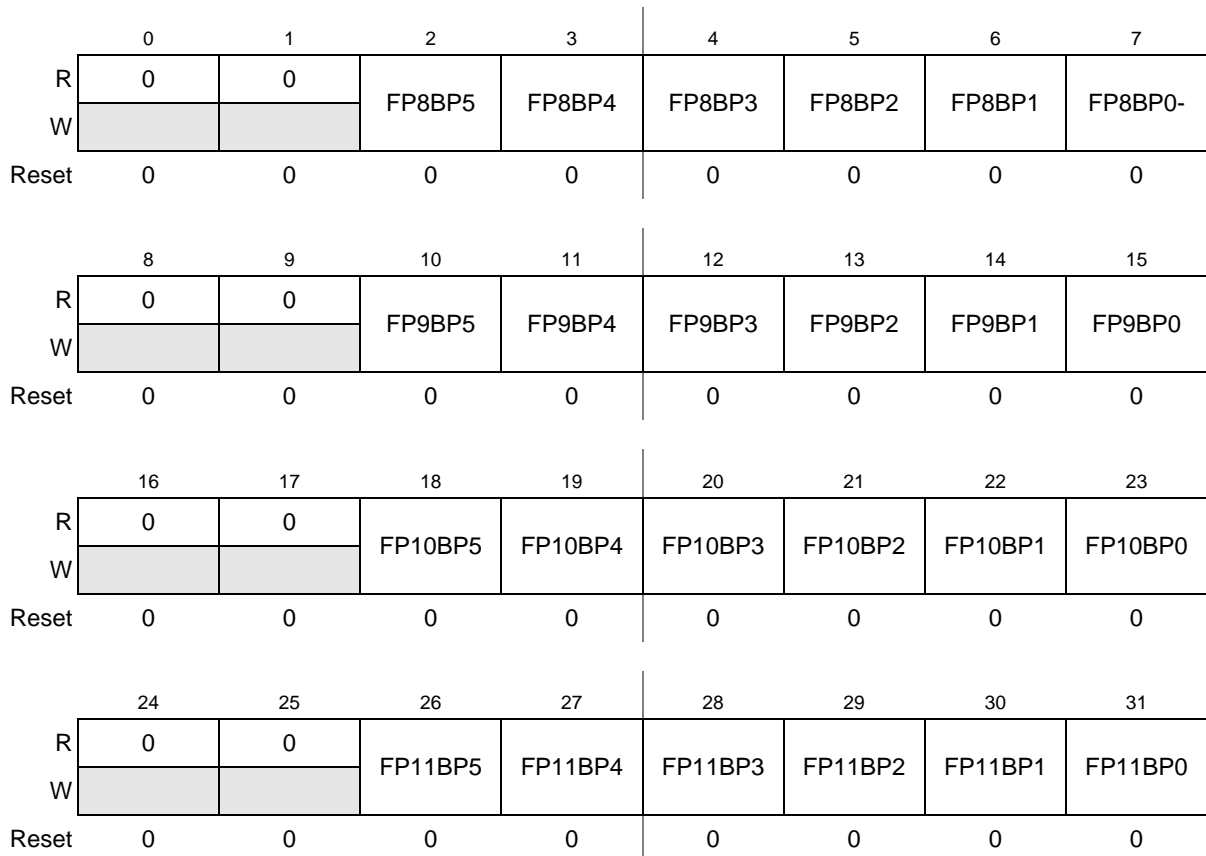 0 1 2 3 4 5 6 7
R 0 0 FP8BP5 FP8BP4 FP8BP3 FP8BP2 FP8BP1 FP8BP0-
W
Reset 0 0 0 0 0 0 0 0
8 9 10 11 12 13 14 15
R 0 0 FP9BP5 FP9BP4 FP9BP3 FP9BP2 FP9BP1 FP9BP0
W
Reset 0 0 0 0 0 0 0 0
16 17 18 19 20 21 22 23
R 0 0 FP10BP5 FP10BP4 FP10BP3 FP10BP2 FP10BP1 FP10BP0
W
Reset 0 0 0 0 0 0 0 0
24 25 26 27 28 29 30 31
R 0 0 FP11BP5 FP11BP4 FP11BP3 FP11BP2 FP11BP1 FP11BP0
W
Reset 0 0 0 0 0 0 0 0